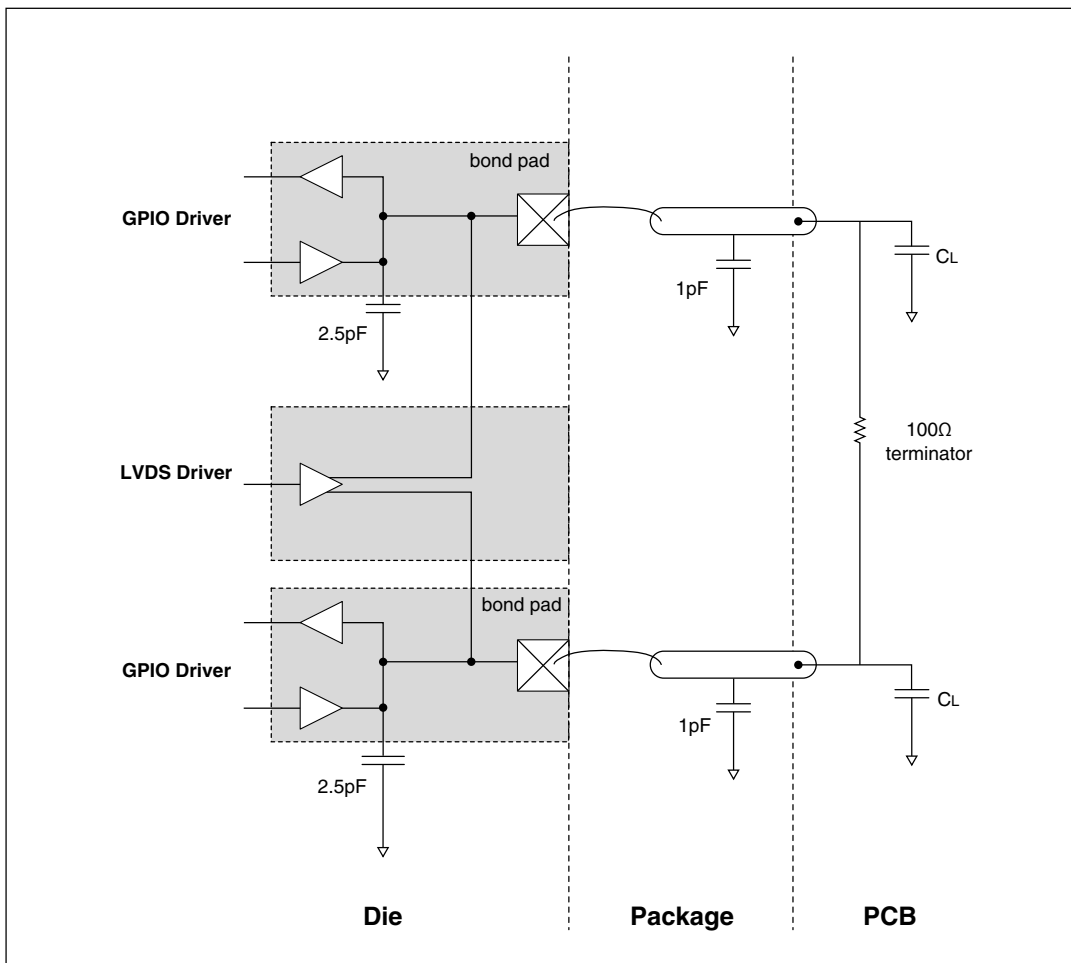 bond pad
GPIO Driver
2.5pF
1pF
CL
LVDS Driver
100Ω
terminator
bond pad
GPIO Driver
2.5pF
1pF
CL
Die
Package
PCB